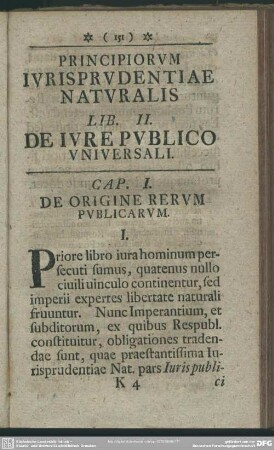 * ( 151 ) *
PRINCIPIORVM
IVRISPRVDENTIAE
NATVRALIS
LIB. II.
DE IVRE PVBLICO
VNIVERSALI.
CAP. I.
DE ORIGINE RERVM
PVBLICARVM.
I.
Priore libro iura hominum per-
secuti sumus, quatenus nullo
ciuili uinculo continentur, sed
imperii expertes libertate naturali
fruuntur. Nunc Imperantium, et
subditorum, ex quibus Respubl.
constituitur, obligationes traden-
dae sunt, quae praestantissima Iu-
risprudentiae Nat. pars Iuris publi-
K 4 ci
DFG